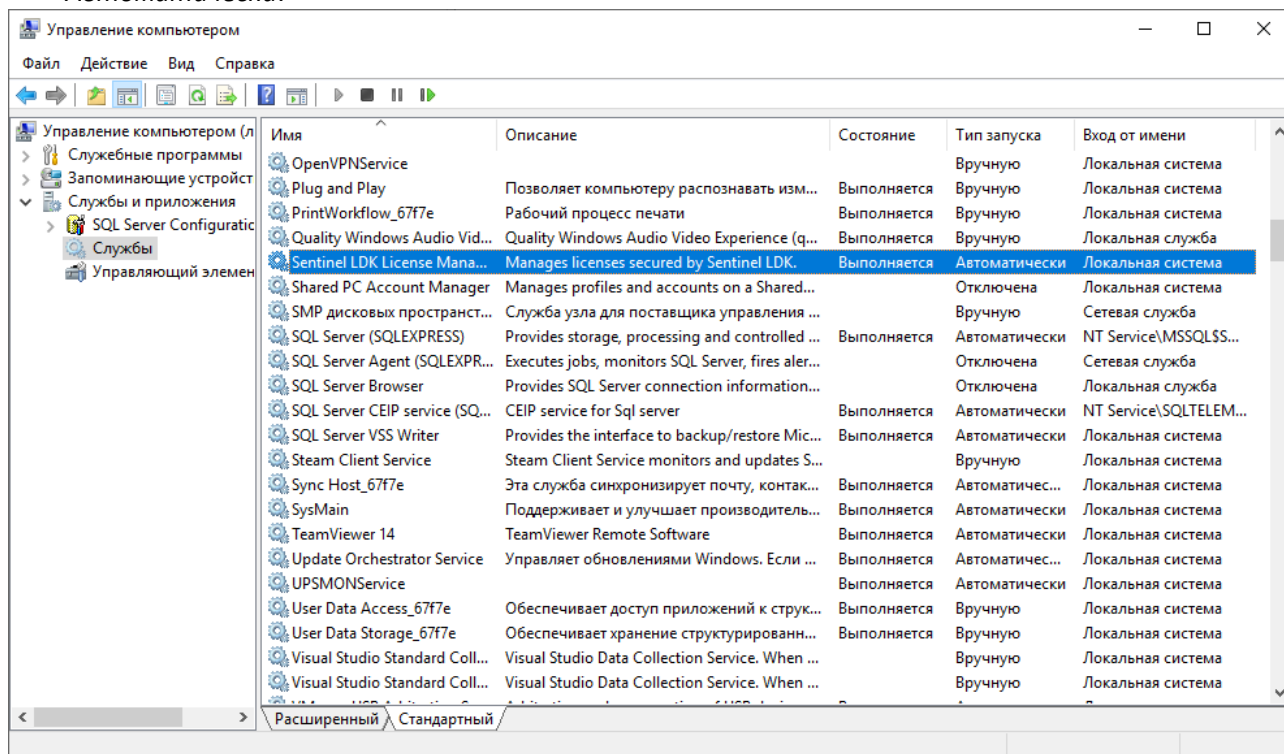 Автоматически.
Управление компьютером
Файл Действие Вид Справка
Управление компьютером (л
Служебные программы
Запоминающие устройст
Службы и приложения
SQL Server Configuratic
Службы
Управляющий элемен
Имя Описание Состояние Тип запуска Вход от имени
OpenVPNService Вручную Локальная система
Plug and Play Позволяет компьютеру распознавать изм... Выполняется Вручную Локальная система
PrintWorkflow_67f7e Рабочий процесс печати Выполняется Вручную Локальная система
Quality Windows Audio Vid... Quality Windows Audio Video Experience (q... Выполняется Вручную Локальная служба
Sentinel LDK License Mana... Manages licenses secured by Sentinel LDK. Выполняется Автоматически Локальная система
Shared PC Account Manager Manages profiles and accounts on a Shared... Отключена Локальная система
SMP дисковых пространст... Служба узла для поставщика управления ... Вручную Сетевая служба
SQL Server (SQLEXPRESS) Provides storage, processing and controlled ... Выполняется Автоматически NT Service\MSSQL$S...
SQL Server Agent (SQLEXPR... Executes jobs, monitors SQL Server, fires aler... Отключена Сетевая служба
SQL Server Browser Provides SQL Server connection information... Отключена Локальная служба
SQL Server CEIP service (SQ... CEIP service for Sql server Выполняется Автоматически NT Service\SQLTELEM...
SQL Server VSS Writer Provides the interface to backup/restore Mic... Выполняется Автоматически Локальная система
Steam Client Service Steam Client Service monitors and updates S... Вручную Локальная система
Sync Host_67f7e Эта служба синхронизирует почту, контак... Выполняется Автоматичес... Локальная система
SysMain Поддерживает и улучшает производитель... Выполняется Автоматически Локальная система
TeamViewer 14 TeamViewer Remote Software Выполняется Автоматически Локальная система
Update Orchestrator Service Управляет обновлениями Windows. Если ... Выполняется Автоматичес... Локальная система
UPSMONService Выполняется Автоматически Локальная система
User Data Access_67f7e Обеспечивает доступ приложений к струк... Выполняется Вручную Локальная система
User Data Storage_67f7e Обеспечивает хранение структурированн... Выполняется Вручную Локальная система
Visual Studio Standard Coll... Visual Studio Data Collection Service. When ... Вручную Локальная система
Visual Studio Standard Coll... Visual Studio Data Collection Service. When ... Вручную Локальная система
Расширенный Стандартный